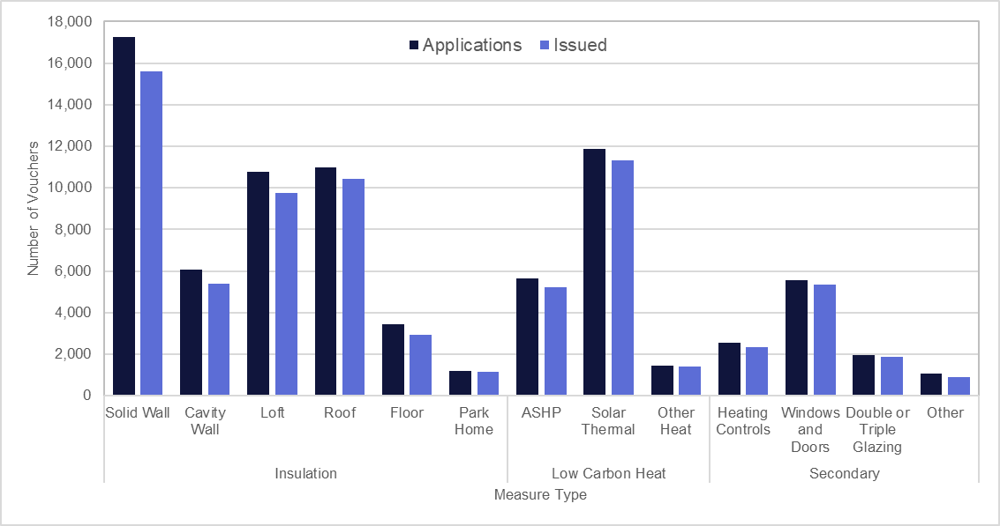 18,000
16,000
14,000
12,000
10,000
8,000
6,000
4,000
2,000
0
Number of Vouchers
Applications Issued
Solid Wall
Cavity
Wall
Loft
Roof
Floor
Park
Home
ASHP
Solar
Thermal
Other
Heat
Heating
Controls
Windows
and
Doors
Double or
Triple
Glazing
Other
Insulation
Low Carbon Heat
Secondary
Measure Type